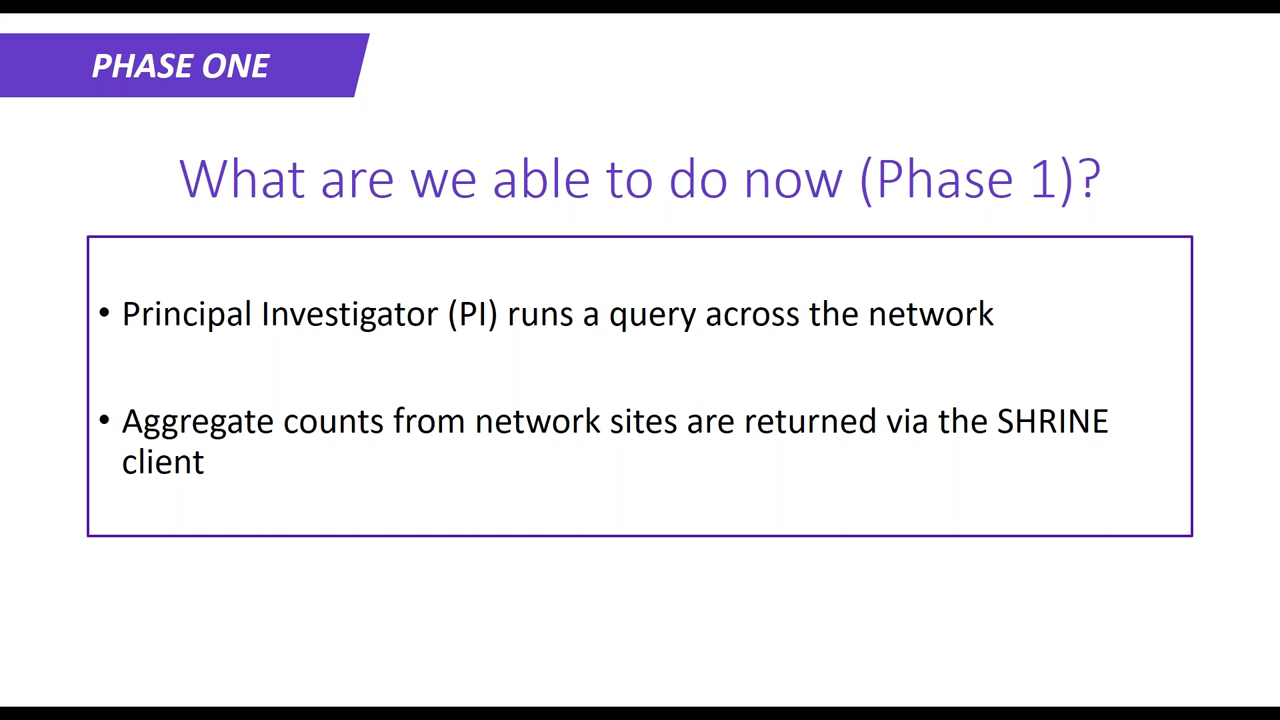 PHASE ONE
What are we able to do now (Phase 1)?
• Principal Investigator (PI) runs a query across the network
• Aggregate counts from network sites are returned via the SHRINE
client